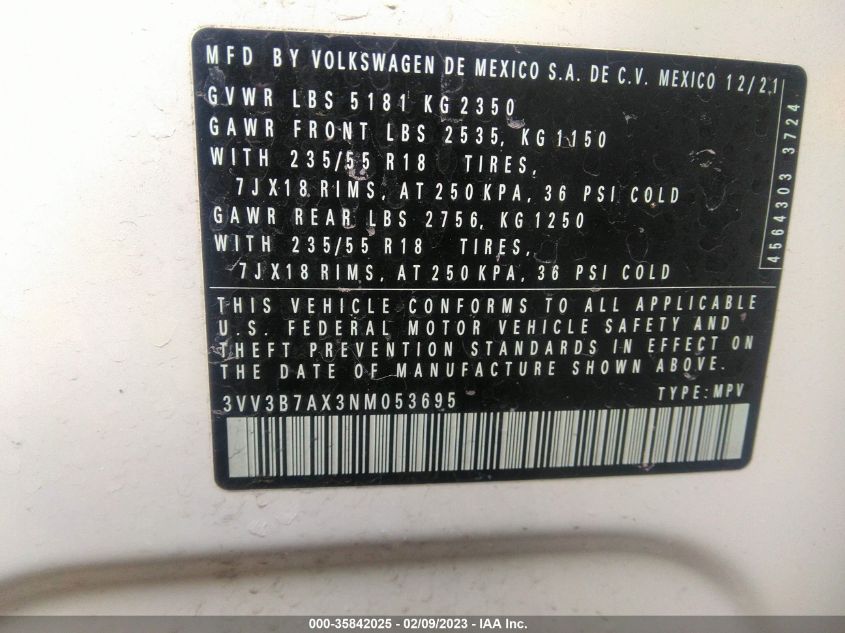 MFD BY VOLKSWAGEN DE MEXICO S.A. DE C.V. MEXICO 12/21
GVWR LBS 5181 KG 2350
GAWR FRONT LBS 2535, KG 1150
WITH 235/55 R18 TIRES,
7JX18 RIMS, AT 250 KPA, 36 PSI COLD
GAWR REAR LBS 2756, KG 1250
WITH 235/55 R18 TIRES,
7JX18 RIMS, AT 250 KPA, 36 PSI COLD
4564303 3724
THIS VEHICLE CONFORMS TO ALL APPLICABLE
U.S. FEDERAL MOTOR VEHICLE SAFETY AND
THEFT PREVENTION STANDARDS IN EFFECT ON
THE DATE OF MANUFACTURE SHOWN ABOVE.
3VV3B7AX3NM053695 TYPE: MPV
000-35842025 - 02/09/2023 - IAA Inc.